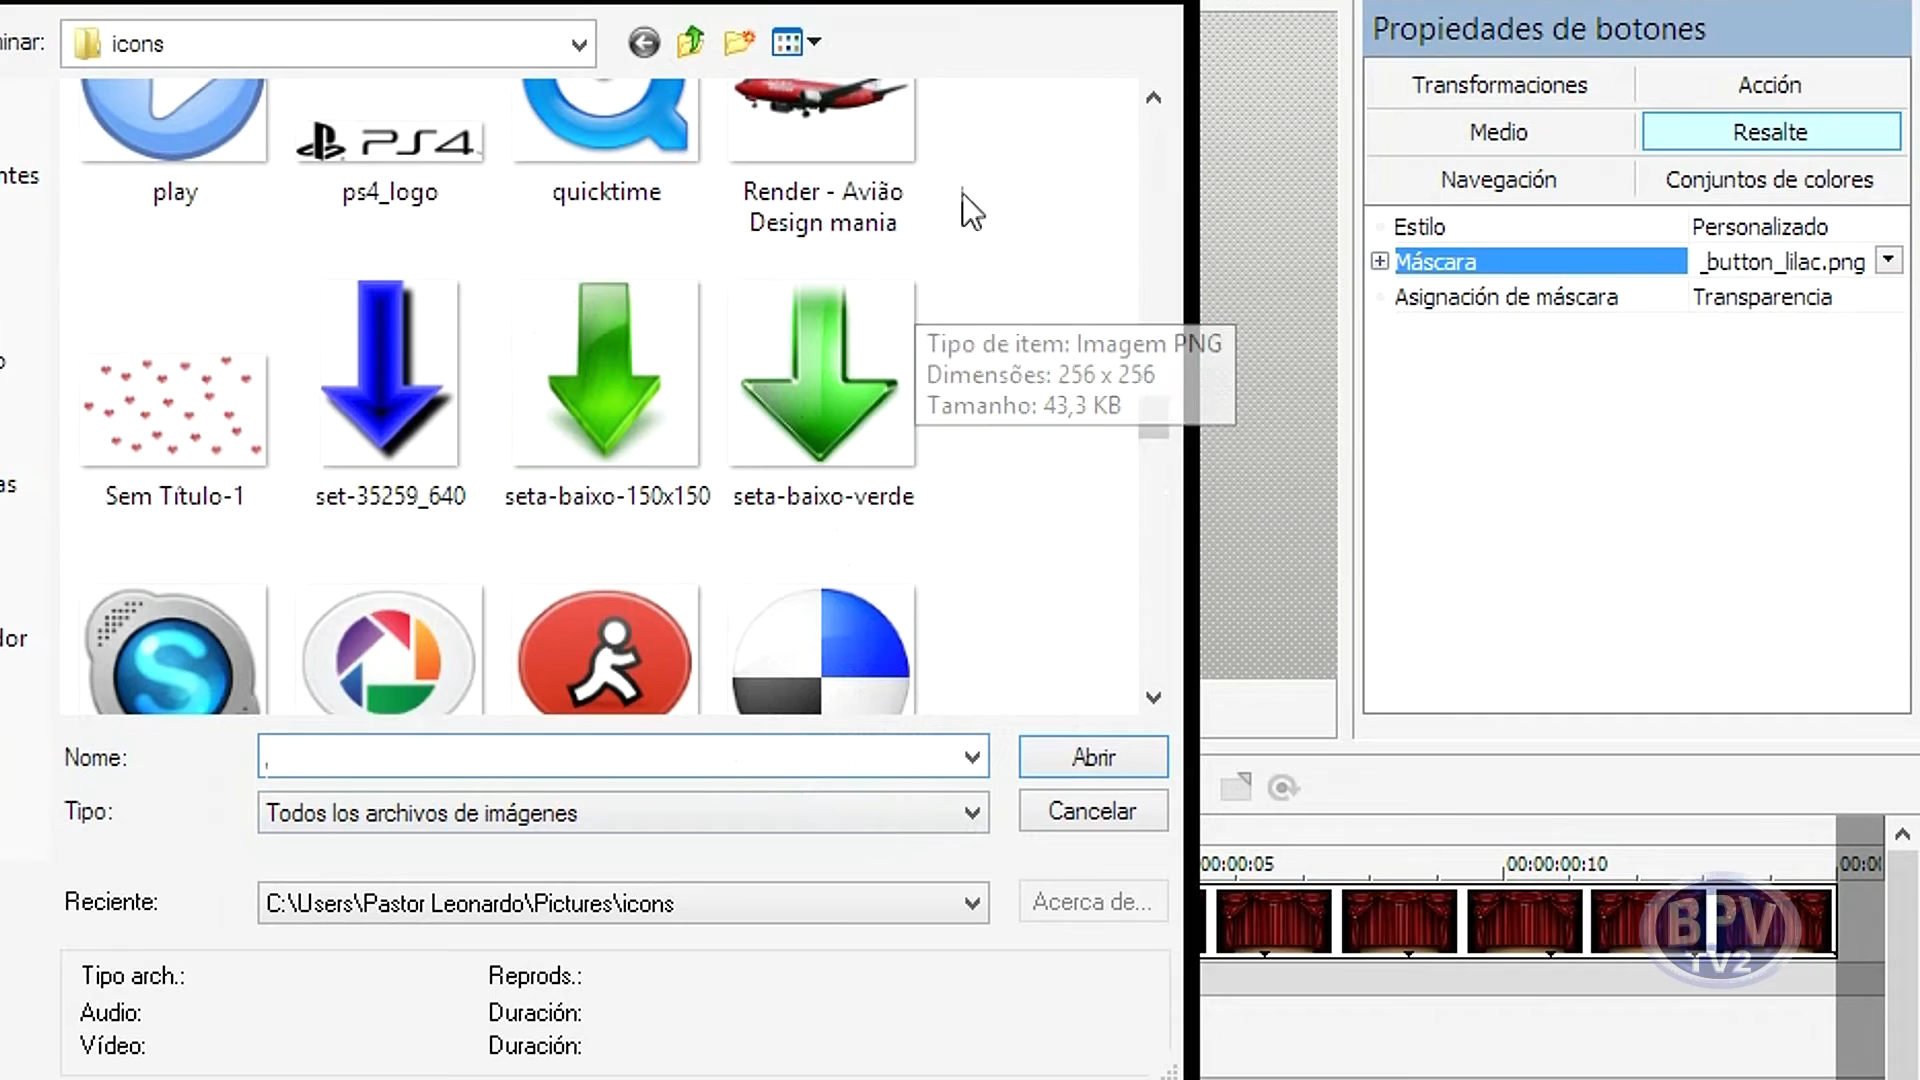 inar:
icons
PS4
play
ps4_logo
quicktime
Render - Avião
Design mania
ntes
Tipo de item: Imagem PNG
Dimensões: 256 x 256
Tamanho: 43,3 KB
Sem Título-1
set-35259_640
seta-baixo-150x150
seta-baixo-verde
as
dor
S
Nome:
Abrir
Tipo:
Todos los archivos de imágenes
Cancelar
Reciente:
C:\Users\Pastor Leonardo\Pictures\icons
Acerca de...
Tipo arch.:
Reprods.:
Audio:
Duración:
Vídeo:
Duración:
Propiedades de botones
Transformaciones
Acción
Medio
Resalte
Navegación
Conjuntos de colores
Estilo
Personalizado
Máscara
_button_lilac.png
Asignación de máscara
Transparencia
00:00:05
00:00:00:10
00:00
BPV
TV2